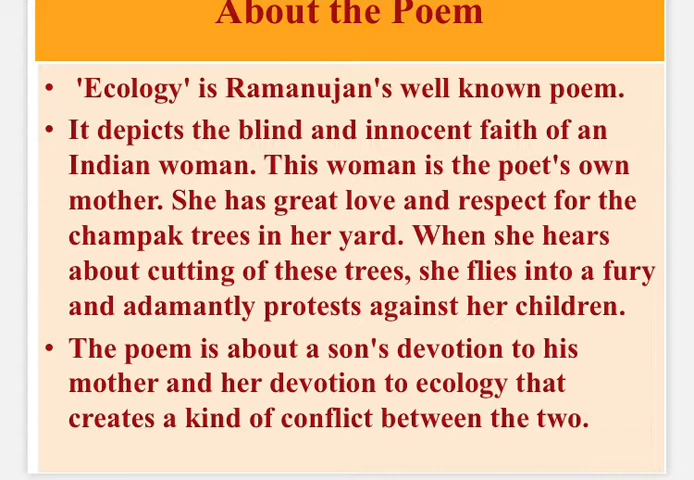 About the Poem
• 'Ecology' is Ramanujan's well known poem.
• It depicts the blind and innocent faith of an
Indian woman. This woman is the poet's own
mother. She has great love and respect for the
champak trees in her yard. When she hears
about cutting of these trees, she flies into a fury
and adamantly protests against her children.
• The poem is about a son's devotion to his
mother and her devotion to ecology that
creates a kind of conflict between the two.